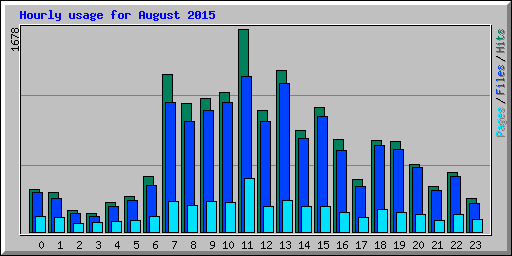 Hourly usage for August 2015
1678
Pages/Files/Hits
0 1 2 3 4 5 6 7 8 9 10 11 12 13 14 15 16 17 18 19 20 21 22 23